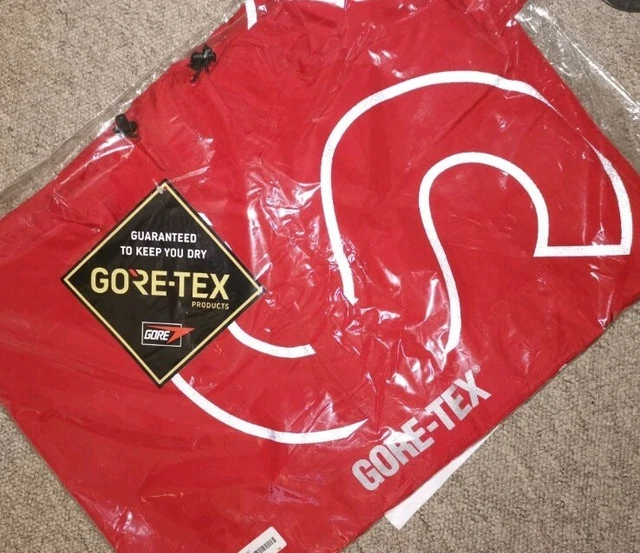 GUARANTEED
TO KEEP YOU DRY
GORE-TEX
PRODUCTS
GORE
S
GORE-TEX®